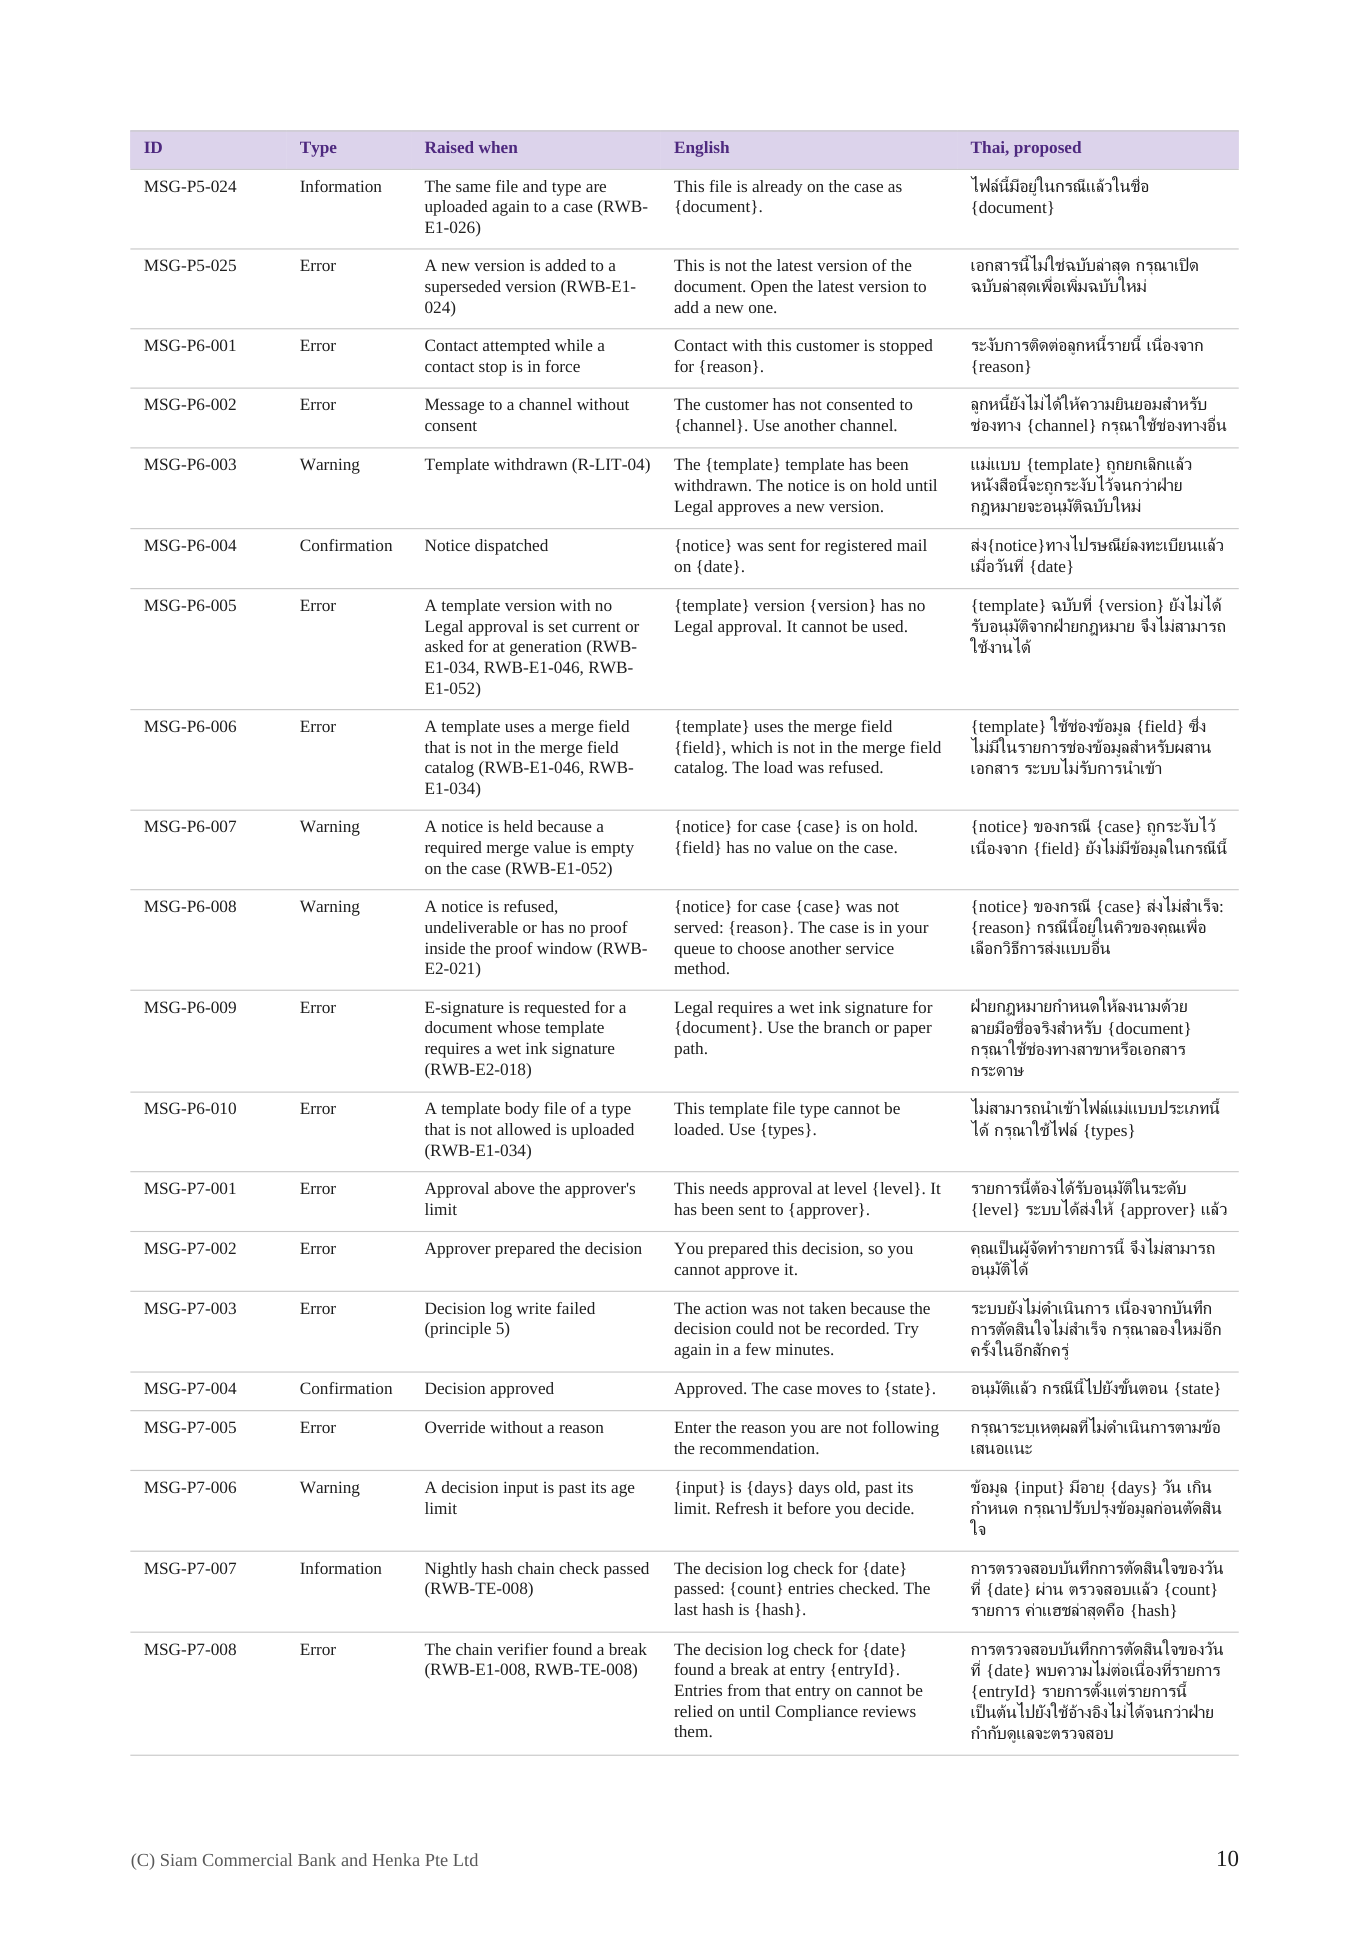 ID Type Raised when English Thai, proposed
MSG-P5-024 Information The same file and type are This file is already on the case as ไฟล์นี้มีอยู่ในกรณีแล้วในชื่อ
uploaded again to a case (RWB- {document}. {document}
E1-026)
MSG-P5-025 Error A new version is added to a This is not the latest version of the เอกสารนี้ไม่ใช่ฉบับล่าสุด กรุณาเปิด
superseded version (RWB-E1- document. Open the latest version to ฉบับล่าสุดเพื่อเพิ่มฉบับใหม่
024) add a new one.
MSG-P6-001 Error Contact attempted while a Contact with this customer is stopped ระงับการติดต่อลูกหนี้รายนี้ เนื่องจาก
contact stop is in force for {reason}. {reason}
MSG-P6-002 Error Message to a channel without The customer has not consented to ลูกหนี้ยังไม่ได้ให้ความยินยอมสำหรับ
consent {channel}. Use another channel. ช่องทาง {channel} กรุณาใช้ช่องทางอื่น
MSG-P6-003 Warning Template withdrawn (R-LIT-04) The {template} template has been แม่แบบ {template} ถูกยกเลิกแล้ว
withdrawn. The notice is on hold until หนังสือนี้จะถูกระงับไว้จนกว่าฝ่าย
Legal approves a new version. กฎหมายจะอนุมัติฉบับใหม่
MSG-P6-004 Confirmation Notice dispatched {notice} was sent for registered mail ส่ง{notice}ทางไปรษณีย์ลงทะเบียนแล้ว
on {date}. เมื่อวันที่ {date}
MSG-P6-005 Error A template version with no {template} version {version} has no {template} ฉบับที่ {version} ยังไม่ได้
Legal approval is set current or Legal approval. It cannot be used. รับอนุมัติจากฝ่ายกฎหมาย จึงไม่สามารถ
asked for at generation (RWB- ใช้งานได้
E1-034, RWB-E1-046, RWB-
E1-052)
MSG-P6-006 Error A template uses a merge field {template} uses the merge field {template} ใช้ช่องข้อมูล {field} ซึ่ง
that is not in the merge field {field}, which is not in the merge field ไม่มีในรายการช่องข้อมูลสำหรับผสาน
catalog (RWB-E1-046, RWB- catalog. The load was refused. เอกสาร ระบบไม่รับการนำเข้า
E1-034)
MSG-P6-007 Warning A notice is held because a {notice} for case {case} is on hold. {notice} ของกรณี {case} ถูกระงับไว้
required merge value is empty {field} has no value on the case. เนื่องจาก {field} ยังไม่มีข้อมูลในกรณีนี้
on the case (RWB-E1-052)
MSG-P6-008 Warning A notice is refused, {notice} for case {case} was not {notice} ของกรณี {case} ส่งไม่สำเร็จ:
undeliverable or has no proof served: {reason}. The case is in your {reason} กรณีนี้อยู่ในคิวของคุณเพื่อ
inside the proof window (RWB- queue to choose another service เลือกวิธีการส่งแบบอื่น
E2-021) method.
MSG-P6-009 Error E-signature is requested for a Legal requires a wet ink signature for ฝ่ายกฎหมายกำหนดให้ลงนามด้วย
document whose template {document}. Use the branch or paper ลายมือชื่อจริงสำหรับ {document}
requires a wet ink signature path. กรุณาใช้ช่องทางสาขาหรือเอกสาร
(RWB-E2-018) กระดาษ
MSG-P6-010 Error A template body file of a type This template file type cannot be ไม่สามารถนำเข้าไฟล์แม่แบบประเภทนี้
that is not allowed is uploaded loaded. Use {types}. ได้ กรุณาใช้ไฟล์ {types}
(RWB-E1-034)
MSG-P7-001 Error Approval above the approver's This needs approval at level {level}. It รายการนี้ต้องได้รับอนุมัติในระดับ
limit has been sent to {approver}. {level} ระบบได้ส่งให้ {approver} แล้ว
MSG-P7-002 Error Approver prepared the decision You prepared this decision, so you คุณเป็นผู้จัดทำรายการนี้ จึงไม่สามารถ
cannot approve it. อนุมัติได้
MSG-P7-003 Error Decision log write failed The action was not taken because the ระบบยังไม่ดำเนินการ เนื่องจากบันทึก
(principle 5) decision could not be recorded. Try การตัดสินใจไม่สำเร็จ กรุณาลองใหม่อีก
again in a few minutes. ครั้งในอีกสักครู่
MSG-P7-004 Confirmation Decision approved Approved. The case moves to {state}. อนุมัติแล้ว กรณีนี้ไปยังขั้นตอน {state}
MSG-P7-005 Error Override without a reason Enter the reason you are not following กรุณาระบุเหตุผลที่ไม่ดำเนินการตามข้อ
the recommendation. เสนอแนะ
MSG-P7-006 Warning A decision input is past its age {input} is {days} days old, past its ข้อมูล {input} มีอายุ {days} วัน เกิน
limit limit. Refresh it before you decide. กำหนด กรุณาปรับปรุงข้อมูลก่อนตัดสิน
ใจ
MSG-P7-007 Information Nightly hash chain check passed The decision log check for {date} การตรวจสอบบันทึกการตัดสินใจของวัน
(RWB-TE-008) passed: {count} entries checked. The ที่ {date} ผ่าน ตรวจสอบแล้ว {count}
last hash is {hash}. รายการ ค่าแฮชล่าสุดคือ {hash}
MSG-P7-008 Error The chain verifier found a break The decision log check for {date} การตรวจสอบบันทึกการตัดสินใจของวัน
(RWB-E1-008, RWB-TE-008) found a break at entry {entryId}. ที่ {date} พบความไม่ต่อเนื่องที่รายการ
Entries from that entry on cannot be {entryId} รายการตั้งแต่รายการนี้
relied on until Compliance reviews เป็นต้นไปยังใช้อ้างอิงไม่ได้จนกว่าฝ่าย
them. กำกับดูแลจะตรวจสอบ
(C) Siam Commercial Bank and Henka Pte Ltd 10